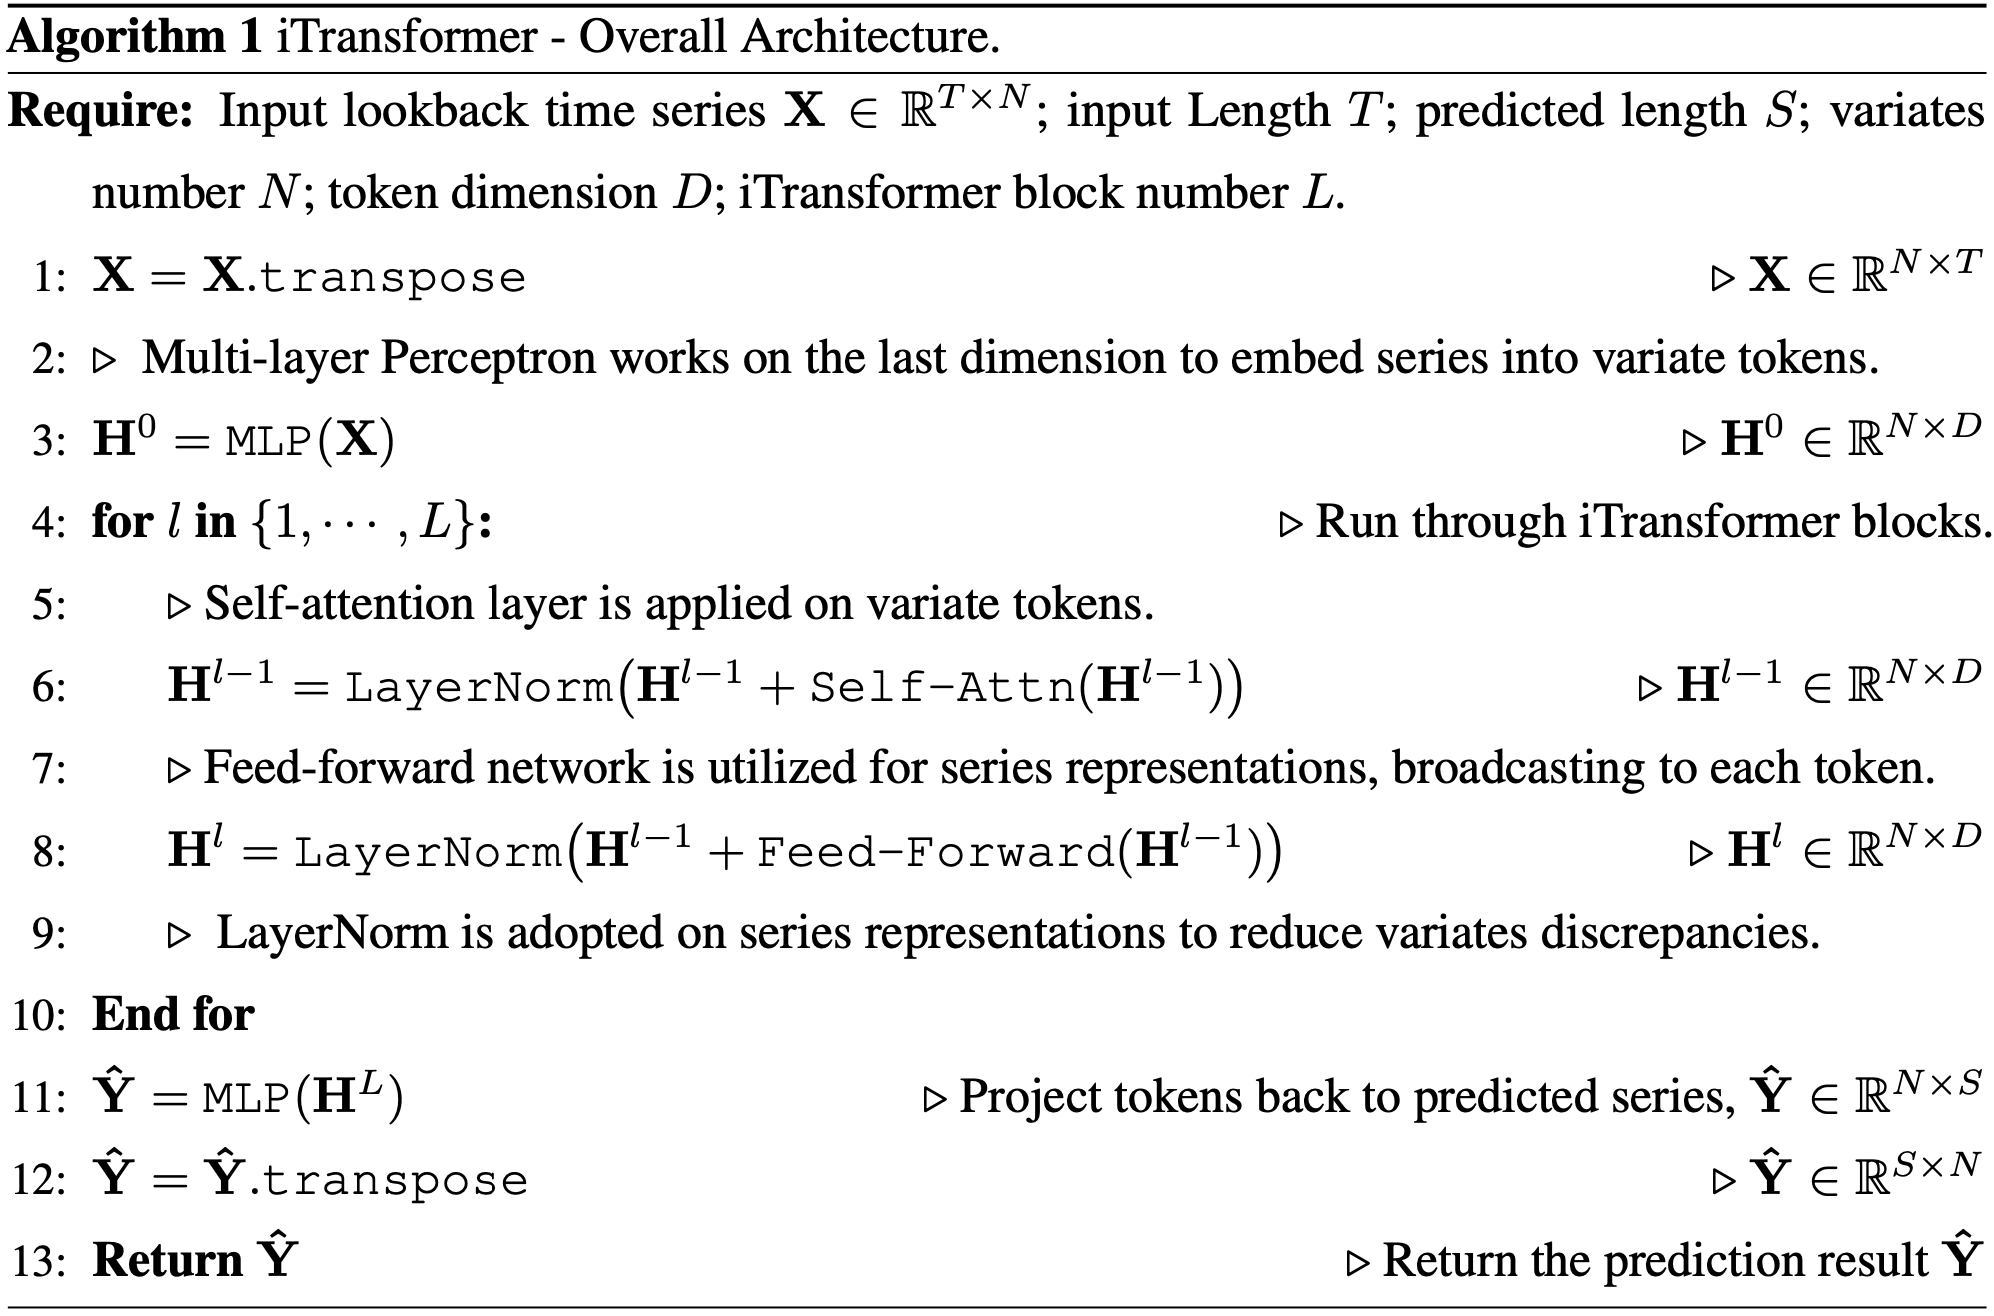 Algorithm 1 iTransformer - Overall Architecture.
Require: Input lookback time series $\mathbf{X} \in \mathbb{R}^{T \times N}$; input Length $T$; predicted length $S$; variates
number $N$; token dimension $D$; iTransformer block number $L$.
1: $\mathbf{X} = \mathbf{X}.\texttt{transpose}$ ▷ $\mathbf{X} \in \mathbb{R}^{N \times T}$
2: ▷ Multi-layer Perceptron works on the last dimension to embed series into variate tokens.
3: $\mathbf{H}^0 = \texttt{MLP}(\mathbf{X})$ ▷ $\mathbf{H}^0 \in \mathbb{R}^{N \times D}$
4: for $l$ in $\{1, \cdots, L\}$: ▷ Run through iTransformer blocks.
5: ▷ Self-attention layer is applied on variate tokens.
6: $\mathbf{H}^{l-1} = \texttt{LayerNorm}(\mathbf{H}^{l-1} + \texttt{Self-Attn}(\mathbf{H}^{l-1}))$ ▷ $\mathbf{H}^{l-1} \in \mathbb{R}^{N \times D}$
7: ▷ Feed-forward network is utilized for series representations, broadcasting to each token.
8: $\mathbf{H}^{l} = \texttt{LayerNorm}(\mathbf{H}^{l-1} + \texttt{Feed-Forward}(\mathbf{H}^{l-1}))$ ▷ $\mathbf{H}^{l} \in \mathbb{R}^{N \times D}$
9: ▷ LayerNorm is adopted on series representations to reduce variates discrepancies.
10: End for
11: $\hat{\mathbf{Y}} = \texttt{MLP}(\mathbf{H}^{L})$ ▷ Project tokens back to predicted series, $\hat{\mathbf{Y}} \in \mathbb{R}^{N \times S}$
12: $\hat{\mathbf{Y}} = \hat{\mathbf{Y}}.\texttt{transpose}$ ▷ $\hat{\mathbf{Y}} \in \mathbb{R}^{S \times N}$
13: Return $\hat{\mathbf{Y}}$ ▷ Return the prediction result $\hat{\mathbf{Y}}$